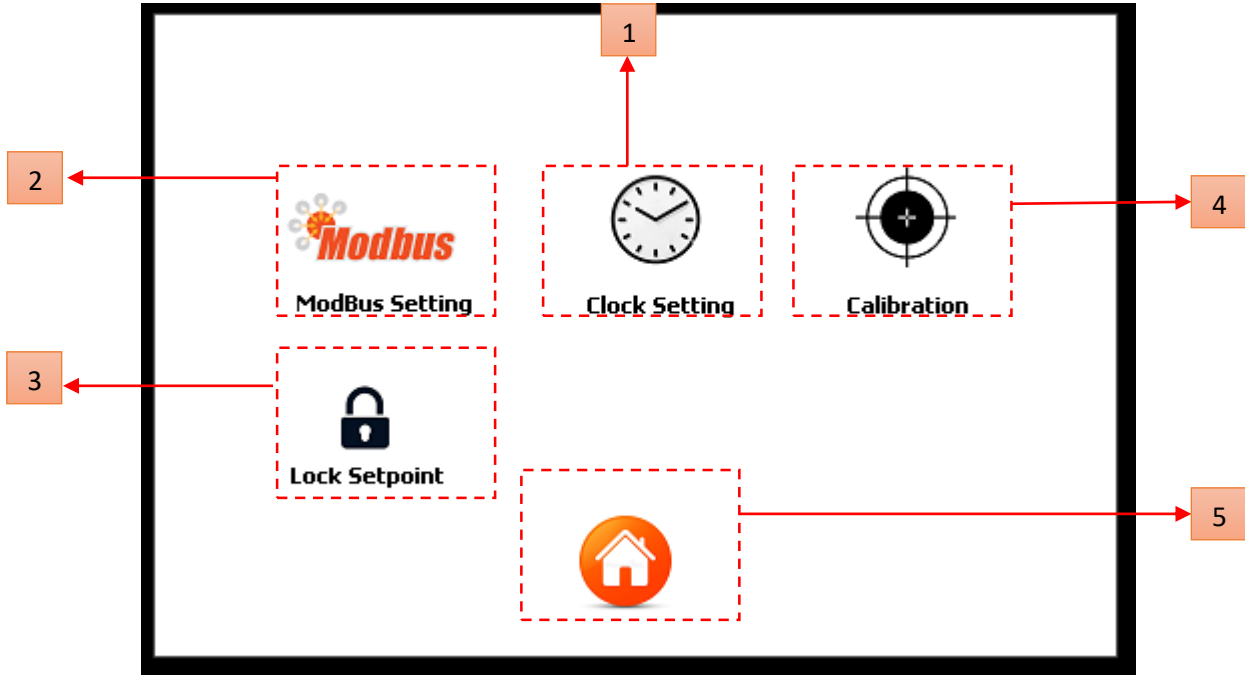 1
2
4
Modbus
ModBus Setting
Clock Setting
Calibration
3
Lock Setpoint
5